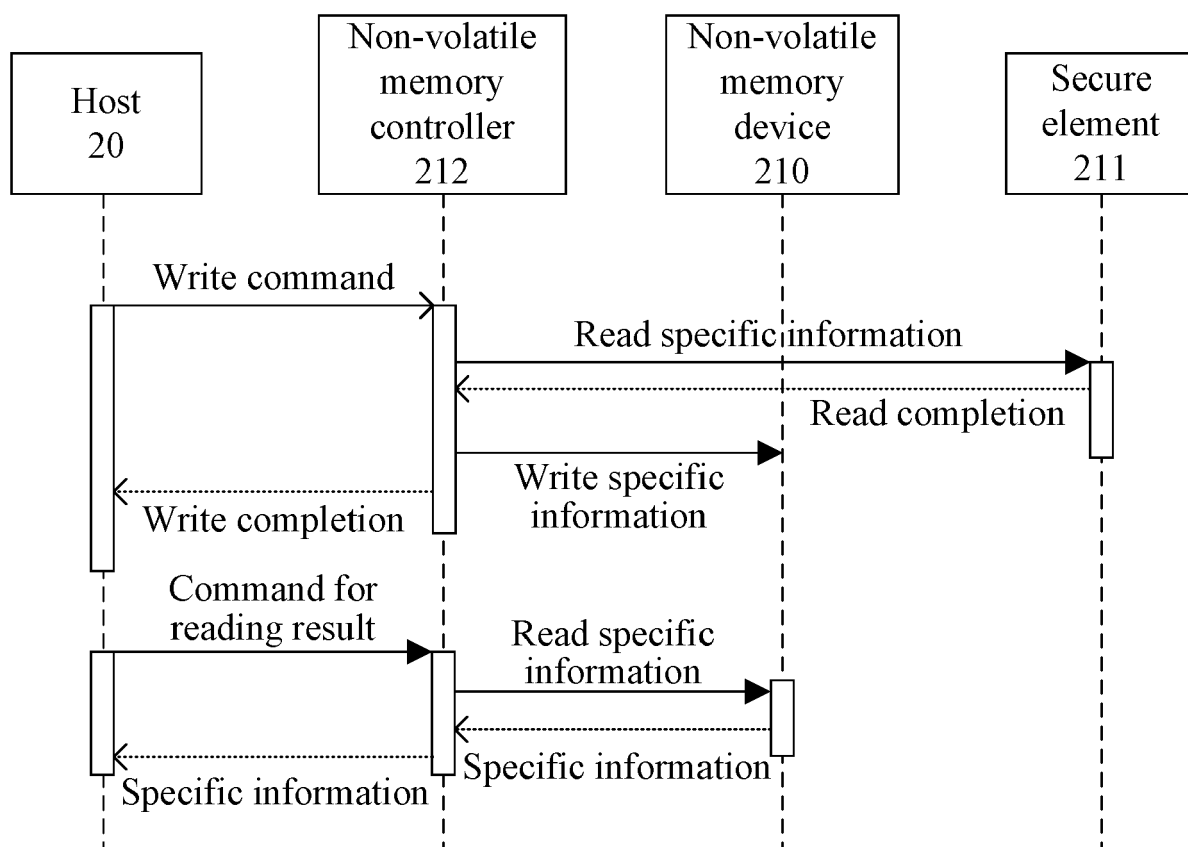 Host
20
Non-volatile
memory
controller
212
Non-volatile
memory
device
210
Secure
element
211
Write command
Read specific information
Read completion
Write specific
information
Write completion
Command for
reading result
Read specific
information
Specific information
Specific information